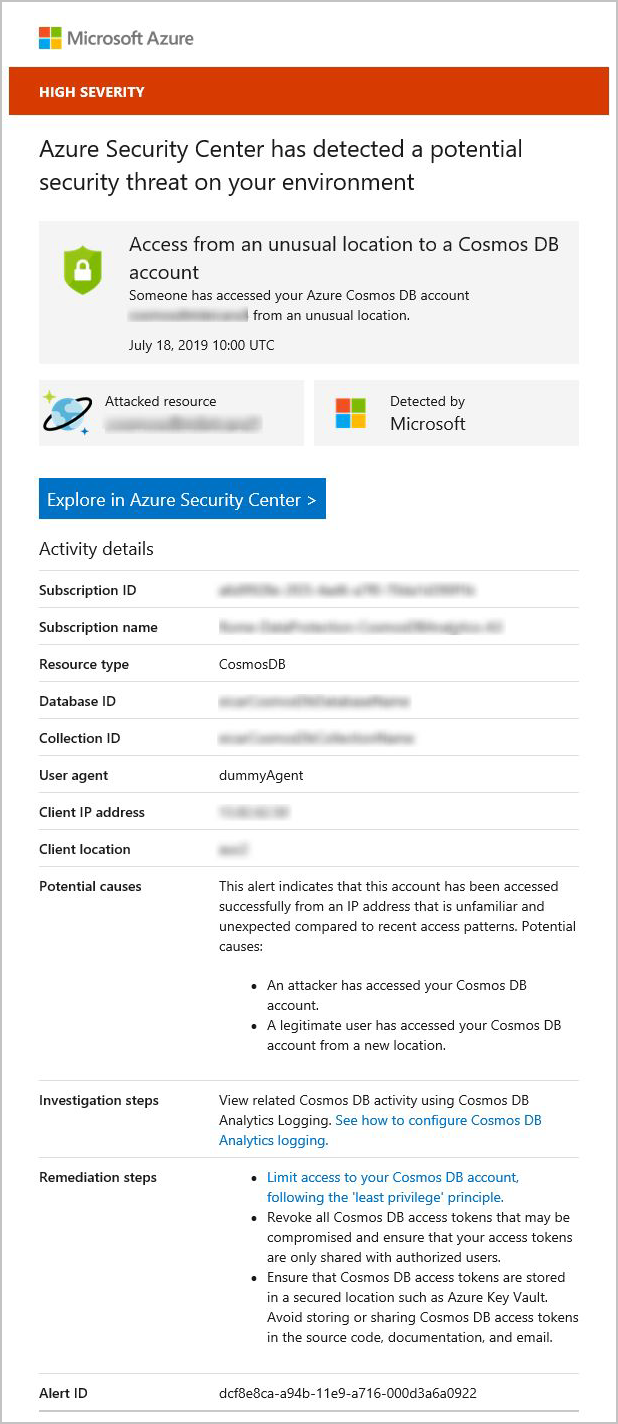 Microsoft Azure
HIGH SEVERITY
Azure Security Center has detected a potential
security threat on your environment
Access from an unusual location to a Cosmos DB
account
Someone has accessed your Azure Cosmos DB account
from an unusual location.
July 18, 2019 10:00 UTC
Attacked resource
Detected by
Microsoft
Explore in Azure Security Center >
Activity details
Subscription ID
Subscription name
Resource type CosmosDB
Database ID
Collection ID
User agent dummyAgent
Client IP address
Client location
Potential causes This alert indicates that this account has been accessed
successfully from an IP address that is unfamiliar and
unexpected compared to recent access patterns. Potential
causes:
• An attacker has accessed your Cosmos DB
account.
• A legitimate user has accessed your Cosmos DB
account from a new location.
Investigation steps View related Cosmos DB activity using Cosmos DB
Analytics Logging. See how to configure Cosmos DB
Analytics logging.
Remediation steps • Limit access to your Cosmos DB account,
following the 'least privilege' principle.
• Revoke all Cosmos DB access tokens that may be
compromised and ensure that your access tokens
are only shared with authorized users.
• Ensure that Cosmos DB access tokens are stored
in a secured location such as Azure Key Vault.
Avoid storing or sharing Cosmos DB access tokens
in the source code, documentation, and email.
Alert ID dcf8e8ca-a94b-11e9-a716-000d3a6a0922